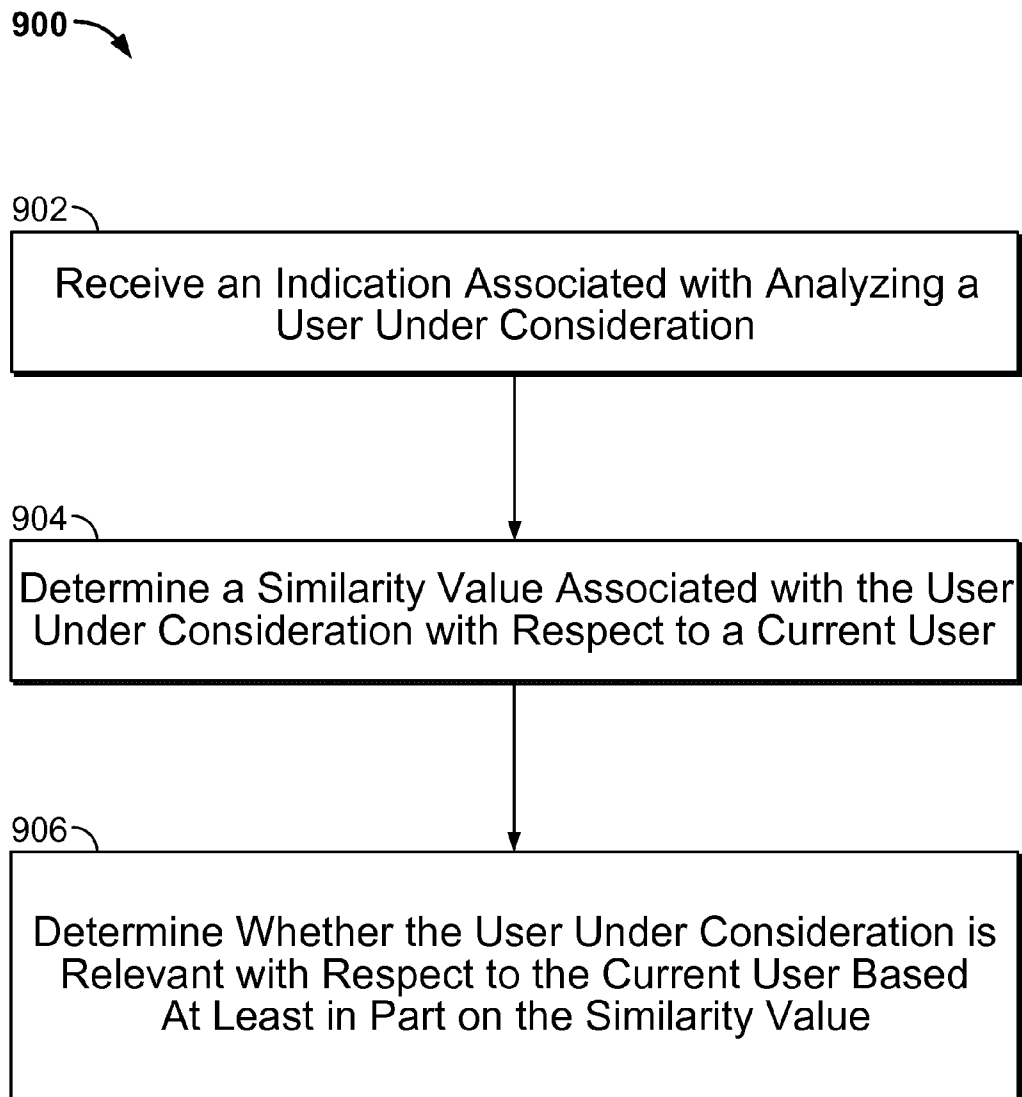 900
902
Receive an Indication Associated with Analyzing a
User Under Consideration
904
Determine a Similarity Value Associated with the User
Under Consideration with Respect to a Current User
906
Determine Whether the User Under Consideration is
Relevant with Respect to the Current User Based
At Least in Part on the Similarity Value